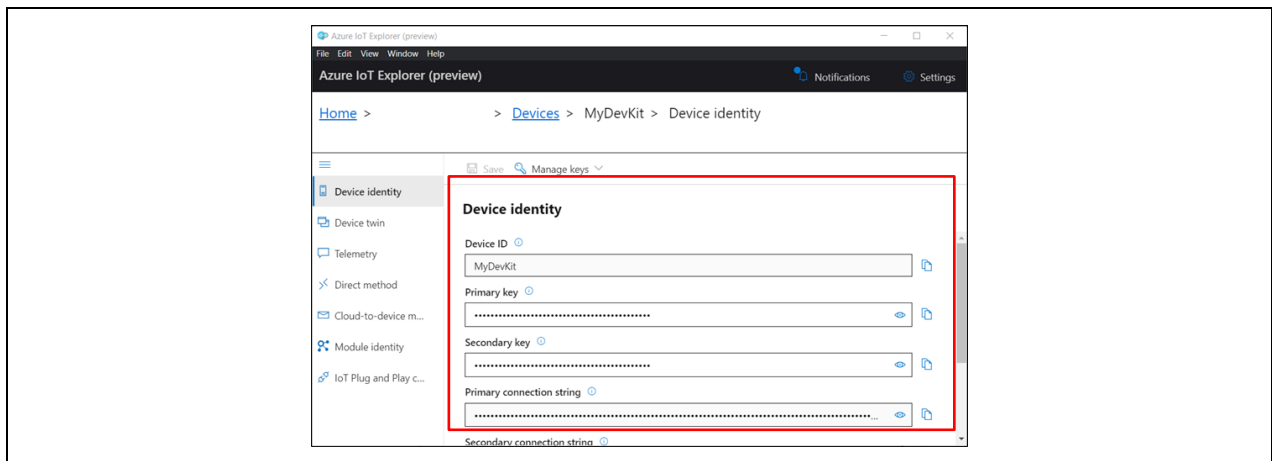 Azure IoT Explorer (preview)
File Edit View Window Help
Azure IoT Explorer (preview)
Notifications
Settings
Home > > Devices > MyDevKit > Device identity
Save Manage keys
Device identity
Device twin
Telemetry
Direct method
Cloud-to-device m...
Module identity
IoT Plug and Play c...
Device identity
Device ID
MyDevKit
Primary key
••••••••••••••••••••••••••••••••••••••••••••
Secondary key
••••••••••••••••••••••••••••••••••••••••••••
Primary connection string
••••••••••••••••••••••••••••••••••••••••••••••••••••••••••••••••••••••••••••••••••••••••••••••••••...
Secondary connection string